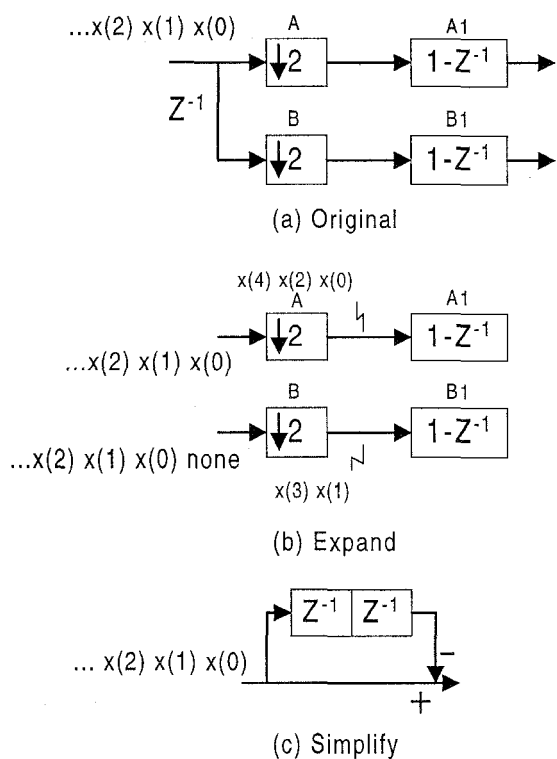 ...x(2) x(1) x(0)
A
A1
↓2
1-Z⁻¹
Z⁻¹
B
B1
↓2
1-Z⁻¹
(a) Original
x(4) x(2) x(0)
A
A1
↓2
1-Z⁻¹
...x(2) x(1) x(0)
B
B1
↓2
1-Z⁻¹
...x(2) x(1) x(0) none
x(3) x(1)
(b) Expand
Z⁻¹ Z⁻¹
... x(2) x(1) x(0)
−
+
(c) Simplify